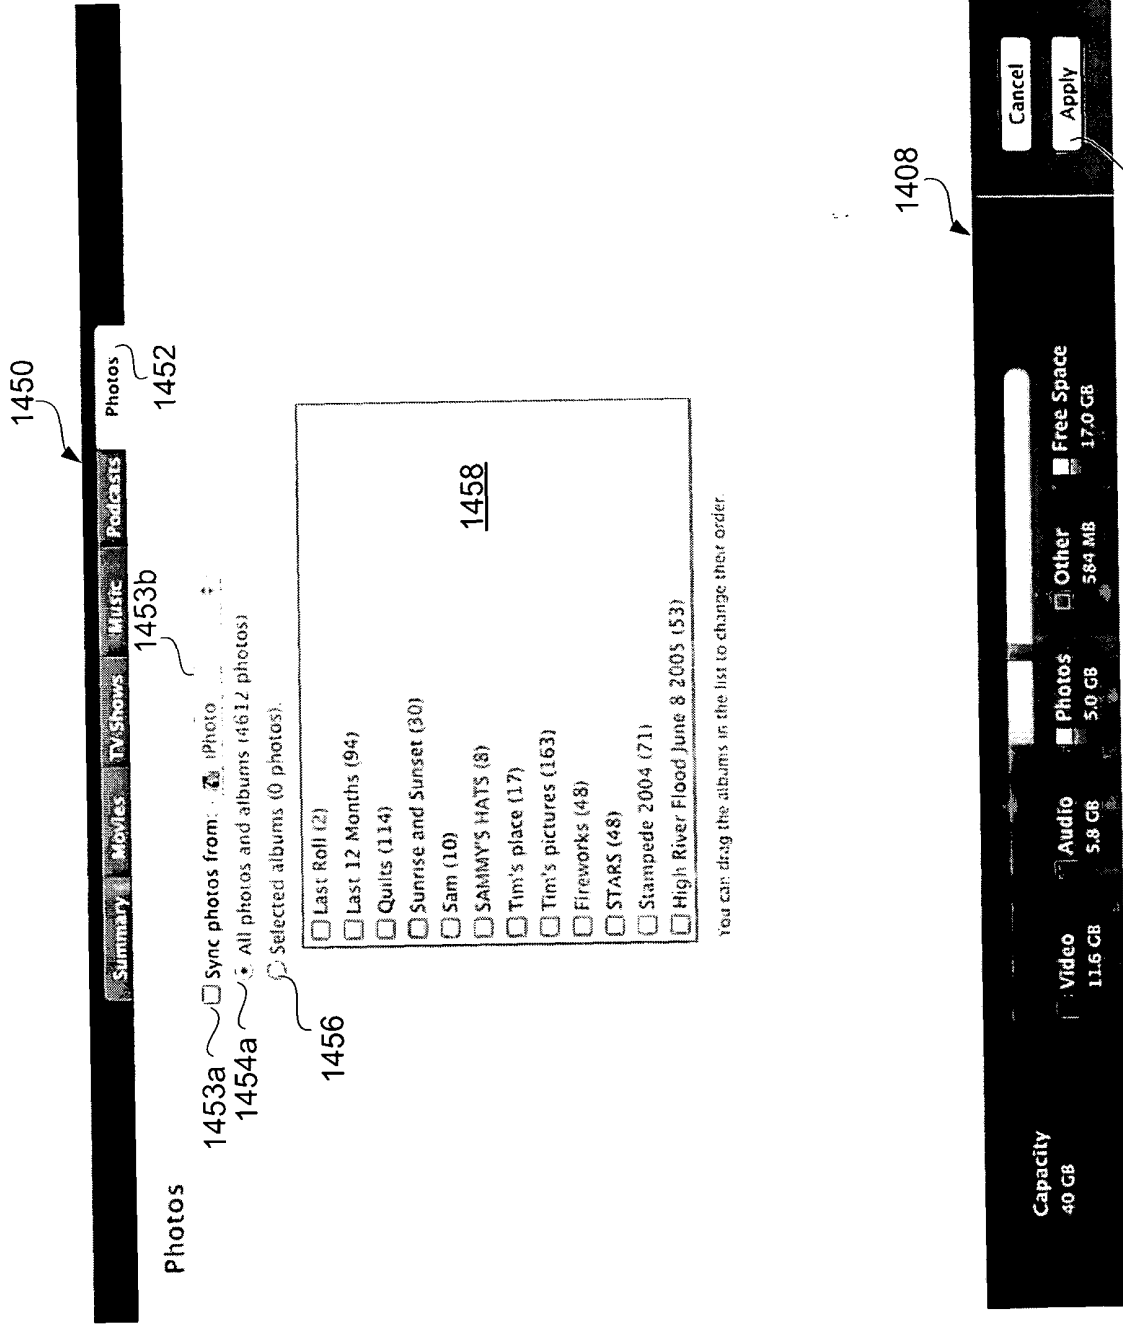 1450
Summary Movies TV Shows Music Podcasts Photos
1452
Photos
1453b
1453a
Sync photos from: iPhoto
1454a
All photos and albums (4612 photos)
Selected albums (0 photos)
1456
Last Roll (2)
Last 12 Months (94)
Quilts (114)
Sunrise and Sunset (30)
Sam (10)
SAMMY'S HATS (8)
Tim's place (17)
Tim's pictures (163)
Fireworks (48)
STARS (48)
Stampede 2004 (71)
High River Flood June 8 2005 (53)
1458
You can drag the albums in the list to change their order.
1408
Capacity
40 GB
Video
11.6 GB
Audio
5.8 GB
Photos
5.0 GB
Other
584 MB
Free Space
17.0 GB
Cancel
Apply